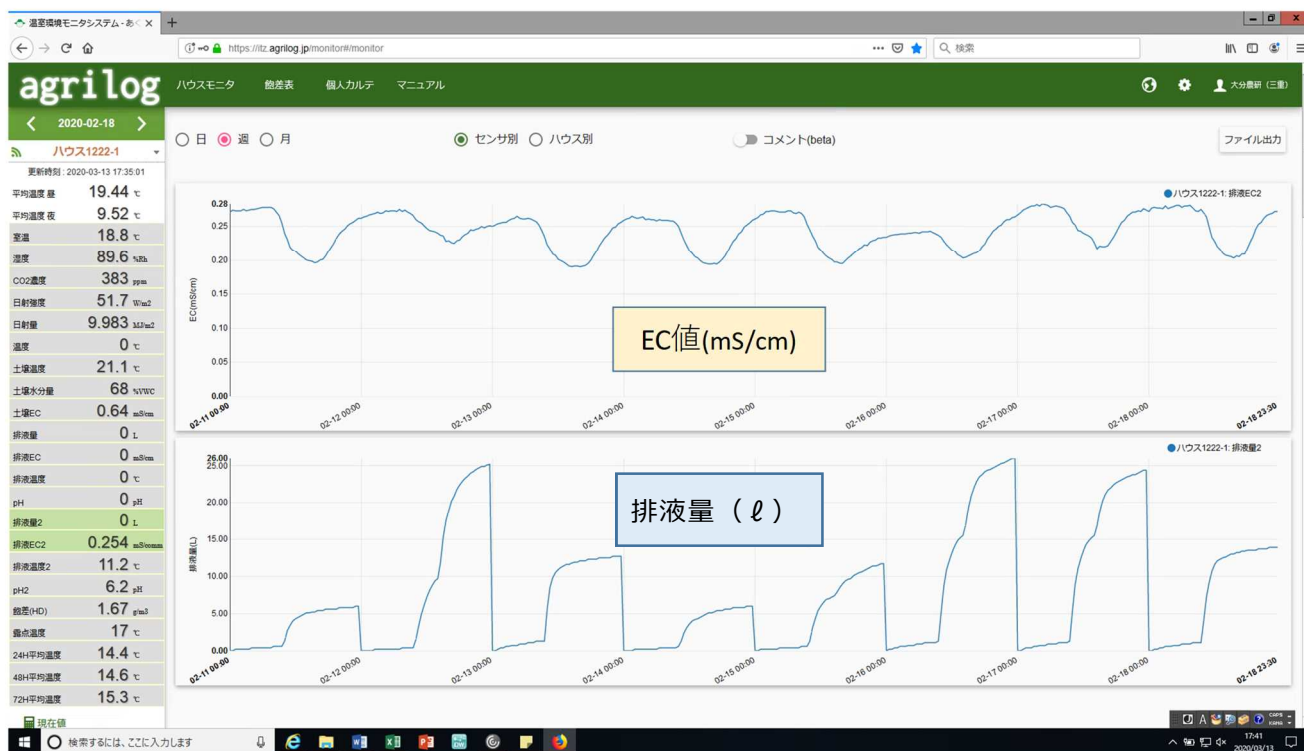 温室環境モニタシステム - あぐ
https://itz.agrilog.jp/monitor#/monitor
検索
agrilog
ハウスモニタ 飽差表 個人カルテ マニュアル
大分農研(三重)
2020-02-18
日 週 月 センサ別 ハウス別 コメント(beta) ファイル出力
ハウス1222-1
更新時刻 : 2020-03-13 17:35:01
平均温度 昼 19.44 ℃
平均温度 夜 9.52 ℃
室温 18.8 ℃
湿度 89.6 %Rh
CO2濃度 383 ppm
日射強度 51.7 W/m2
日射量 9.983 MJ/m2
温度 0 ℃
土壌温度 21.1 ℃
土壌水分量 68 %VWC
土壌EC 0.64 mS/cm
排液量 0 L
排液EC 0 mS/cm
排液温度 0 ℃
pH 0 pH
排液量2 0 L
排液EC2 0.254
排液温度2 11.2 ℃
pH2 6.2 pH
飽差(HD) 1.67 g/m3
露点温度 17 ℃
24H平均温度 14.4 ℃
48H平均温度 14.6 ℃
72H平均温度 15.3 ℃
現在値
ハウス1222-1: 排液EC2
EC(mS/cm)
0.28
0.25
0.20
0.15
0.10
0.05
0.00
EC値(mS/cm)
02-11 00:00 02-12 00:00 02-13 00:00 02-14 00:00 02-15 00:00 02-16 00:00 02-17 00:00 02-18 00:00 02-18 23:30
ハウス1222-1: 排液量2
排液量(L)
26.00
25.00
20.00
15.00
10.00
5.00
0.00
排液量(ℓ)
02-11 00:00 02-12 00:00 02-13 00:00 02-14 00:00 02-15 00:00 02-16 00:00 02-17 00:00 02-18 00:00 02-18 23:30
A CAPS
KANA
検索するには、ここに入力します
17:41
2020/03/13